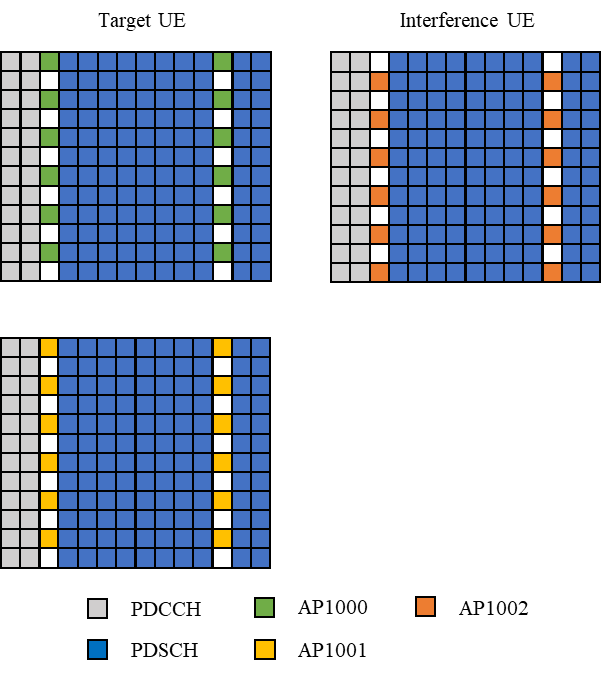 Target UE
Interference UE
PDCCH
AP1000
AP1002
PDSCH
AP1001